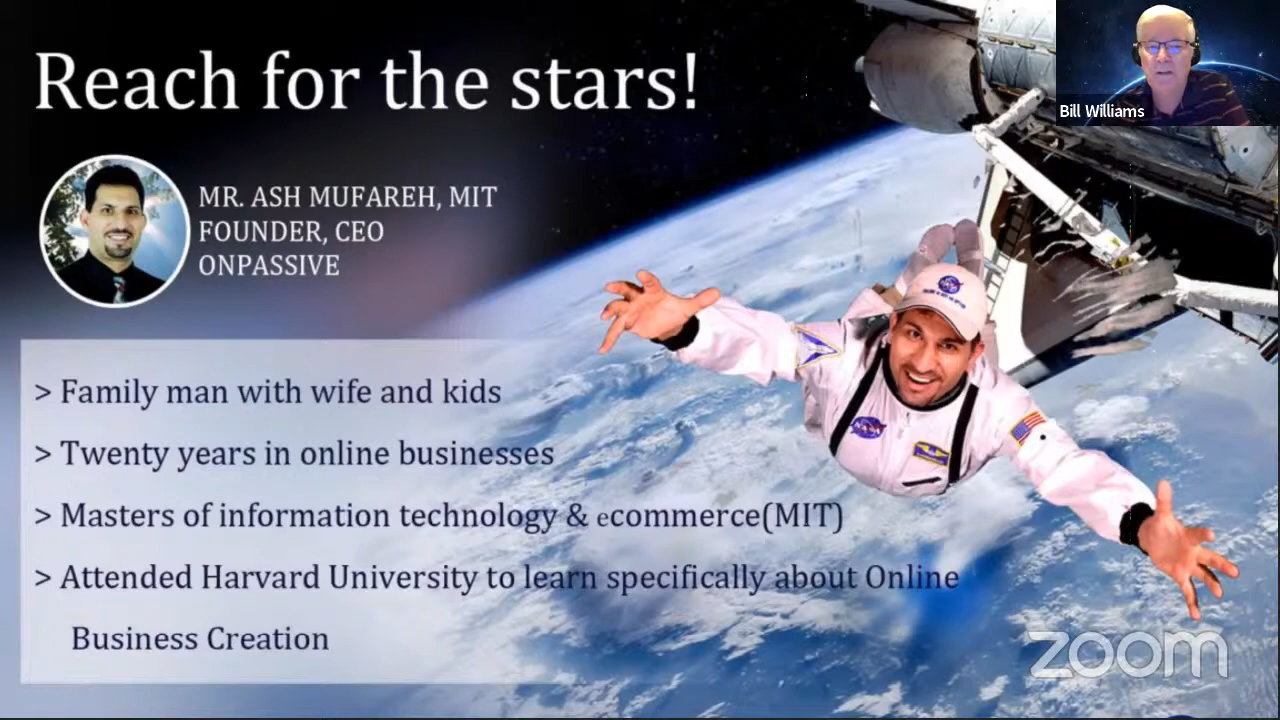 Reach for the stars!
Bill Williams
MR. ASH MUFAREH, MIT
FOUNDER, CEO
ONPASSIVE
> Family man with wife and kids
> Twenty years in online businesses
> Masters of information technology & ecommerce(MIT)
> Attended Harvard University to learn specifically about Online
Business Creation
NASA
zoom